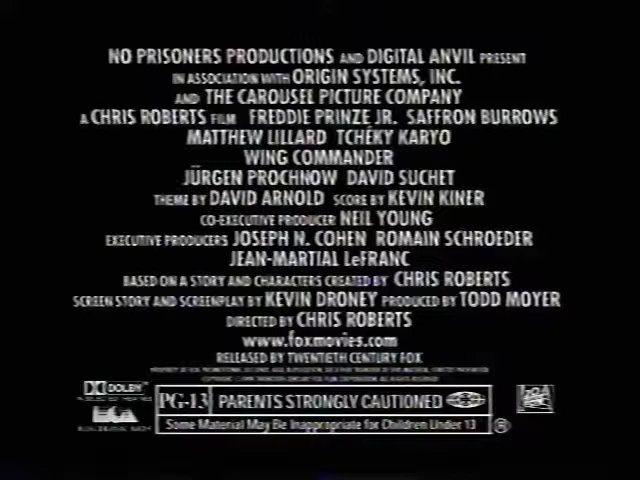 NO PRISONERS PRODUCTIONS AND DIGITAL ANVIL PRESENT
IN ASSOCIATION WITH ORIGIN SYSTEMS, INC.
AND THE CAROUSEL PICTURE COMPANY
A CHRIS ROBERTS FILM FREDDIE PRINZE JR. SAFFRON BURROWS
MATTHEW LILLARD TCHÉKY KARYO
WING COMMANDER
JÜRGEN PROCHNOW DAVID SUCHET
THEME BY DAVID ARNOLD SCORE BY KEVIN KINER
CO-EXECUTIVE PRODUCER NEIL YOUNG
EXECUTIVE PRODUCERS JOSEPH N. COHEN ROMAIN SCHROEDER
JEAN-MARTIAL LeFRANC
BASED ON A STORY AND CHARACTERS CREATED BY CHRIS ROBERTS
SCREEN STORY AND SCREENPLAY BY KEVIN DRONEY PRODUCED BY TODD MOYER
DIRECTED BY CHRIS ROBERTS
www.foxmovies.com
RELEASED BY TWENTIETH CENTURY FOX
DOLBY
PG-13 PARENTS STRONGLY CAUTIONED
Some Material May Be Inappropriate for Children Under 13 ®
FOX